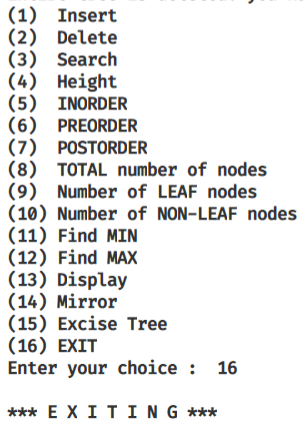 (1)  Insert
(2)  Delete
(3)  Search
(4)  Height
(5)  INORDER
(6)  PREORDER
(7)  POSTORDER
(8)  TOTAL number of nodes
(9)  Number of LEAF nodes
(10) Number of NON-LEAF nodes
(11) Find MIN
(12) Find MAX
(13) Display
(14) Mirror
(15) Excise Tree
(16) EXIT
Enter your choice :  16
*** E X I T I N G ***